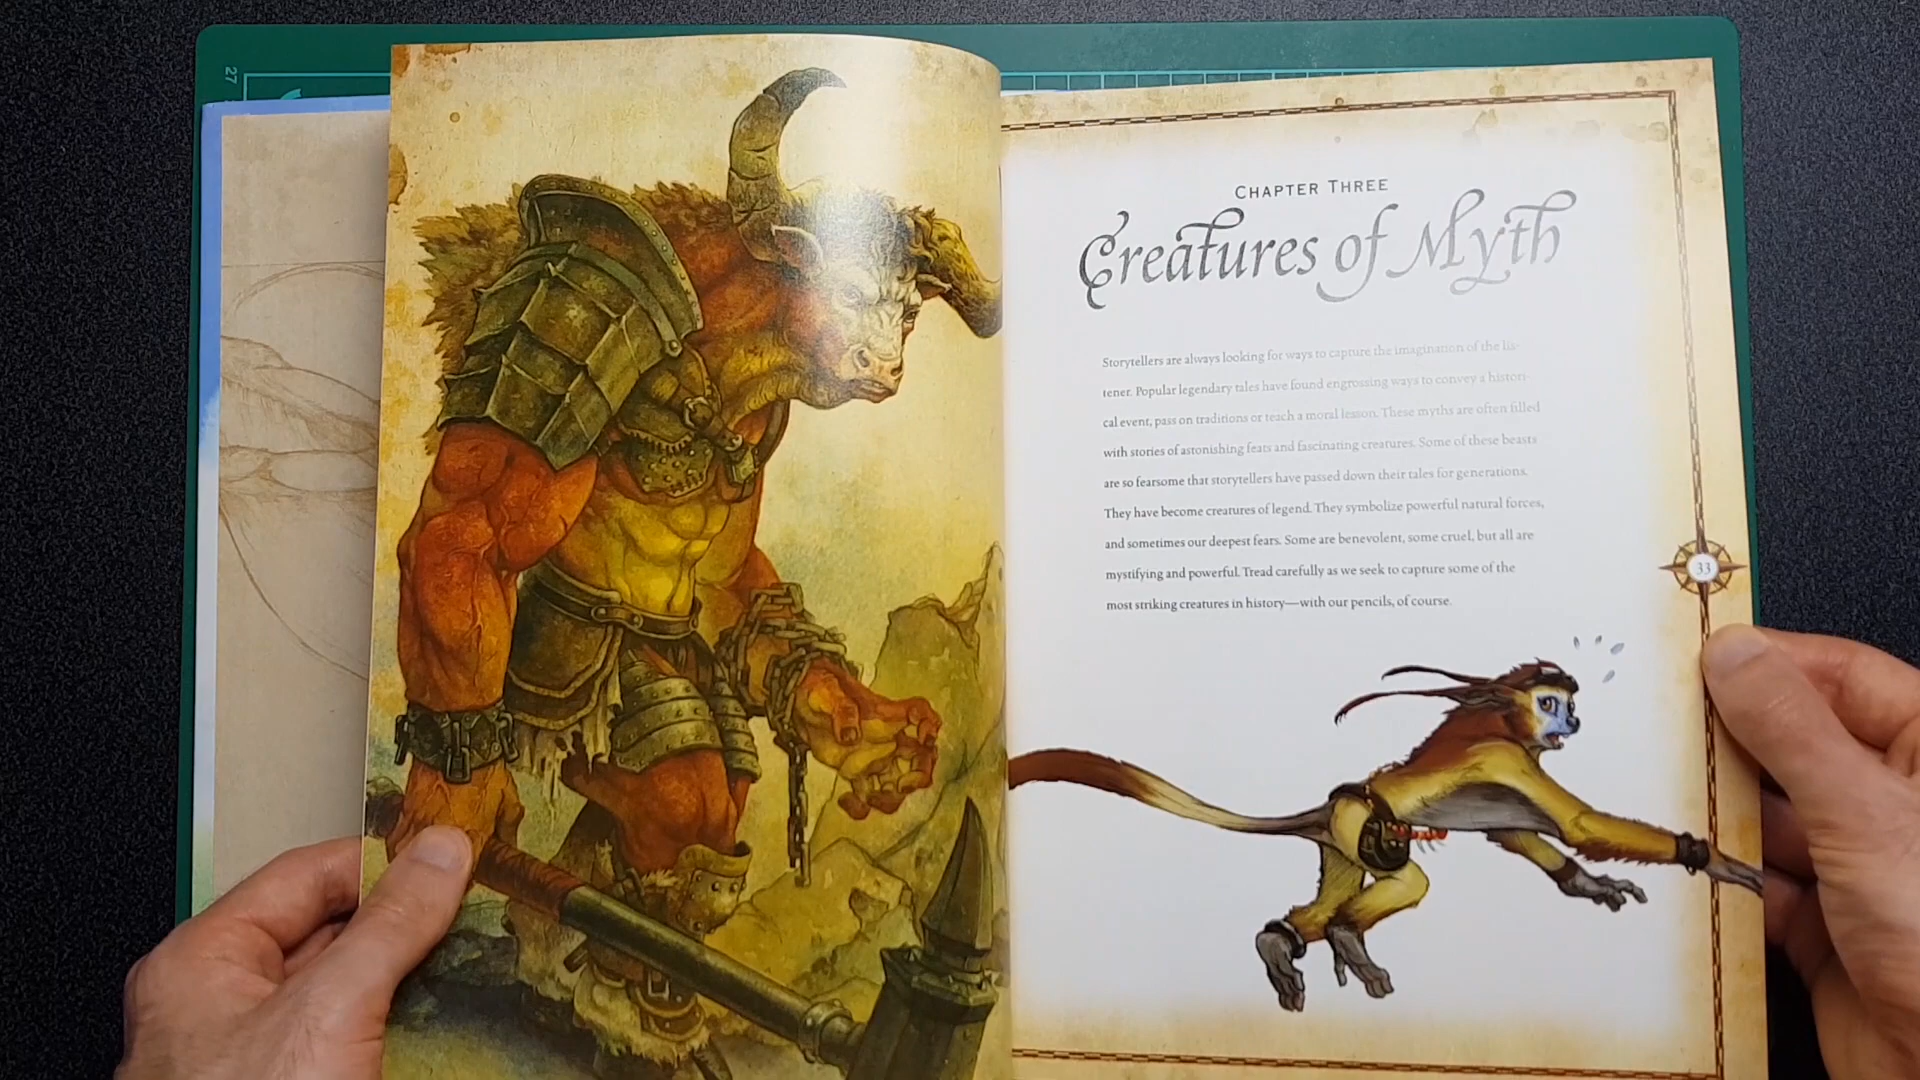 27
CHAPTER THREE
Creatures of Myth
Storytellers are always looking for ways to capture the imagination of the lis-
tener. Popular legendary tales have found engrossing ways to convey a histori-
cal event, pass on traditions or teach a moral lesson. These myths are often filled
with stories of astonishing feats and fascinating creatures. Some of these beasts
are so fearsome that storytellers have passed down their tales for generations.
They have become creatures of legend. They symbolize powerful natural forces,
and sometimes our deepest fears. Some are benevolent, some cruel, but all are
mystifying and powerful. Tread carefully as we seek to capture some of the
most striking creatures in history—with our pencils, of course.
33